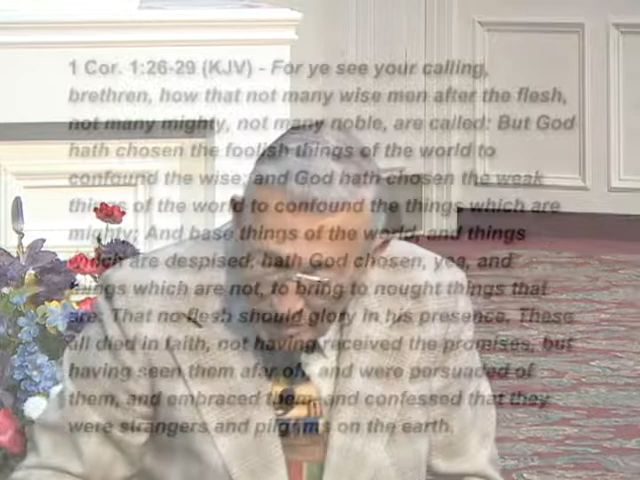 1 Cor. 1:26-29 (KJV) - For ye see your calling,
brethren, how that not many wise men after the flesh,
not many mighty, not many noble, are called: But God
hath chosen the foolish things of the world to
confound the wise; and God hath chosen the weak
things of the world to confound the things which are
mighty; And base things of the world, and things
which are despised, hath God chosen, yea, and
things which are not, to bring to nought things that
are: That no flesh should glory in his presence. These
all died in faith, not having received the promises, but
having seen them afar off, and were persuaded of
them, and embraced them, and confessed that they
were strangers and pilgrims on the earth.